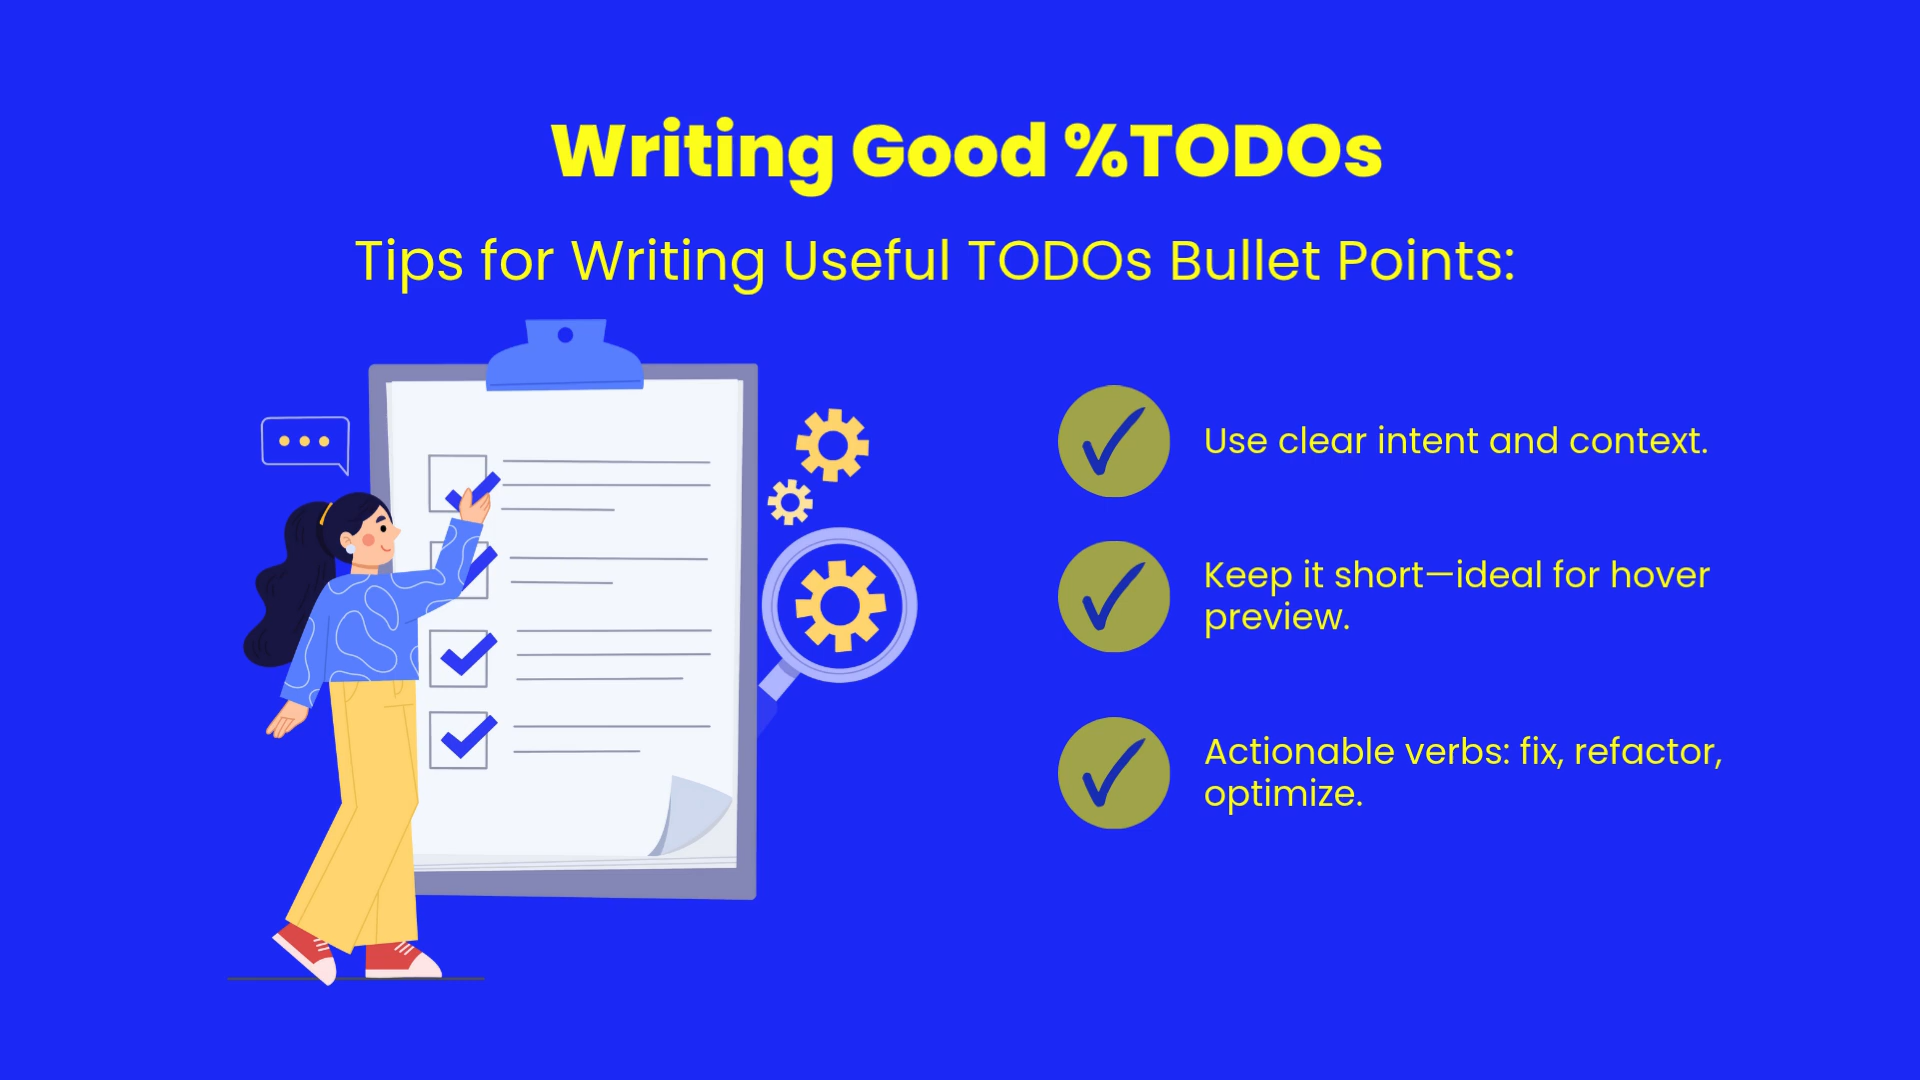 Writing Good %TODOs
Tips for Writing Useful TODOs Bullet Points:
Use clear intent and context.
Keep it short—ideal for hover
preview.
Actionable verbs: fix, refactor,
optimize.